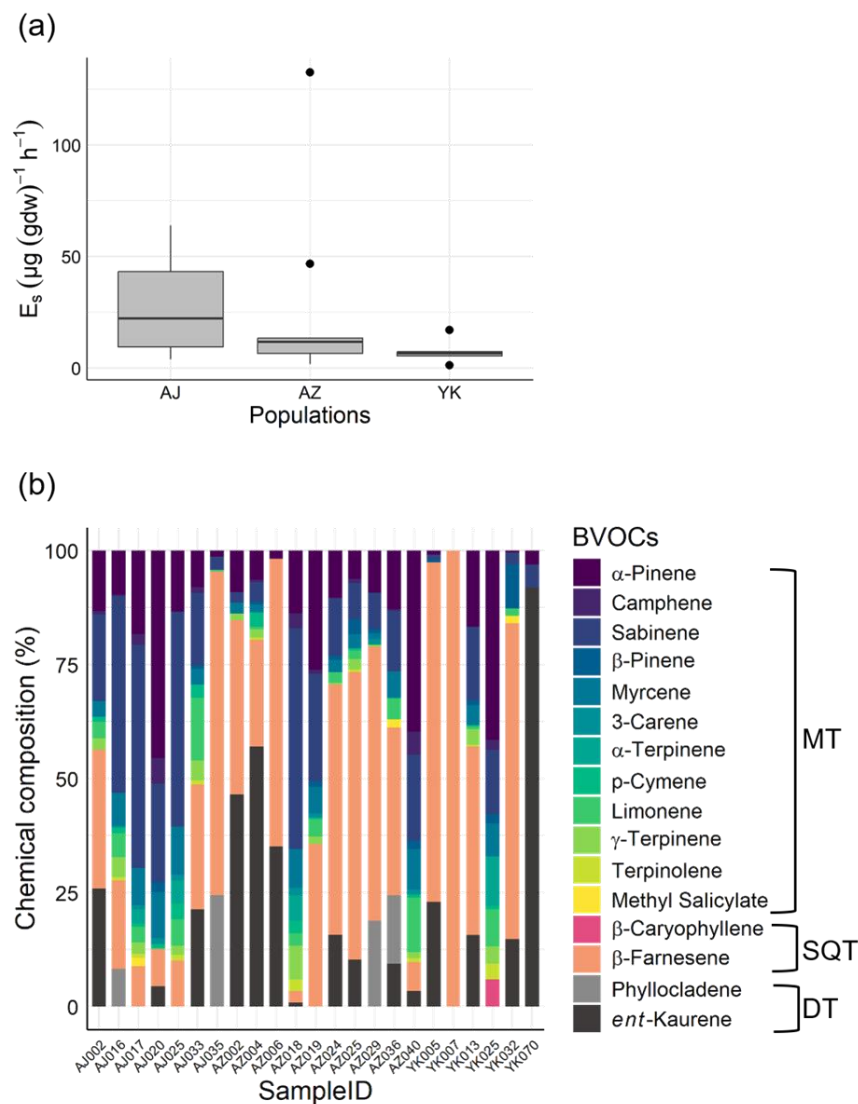 (a)
Eₛ (µg (gdw)⁻¹ h⁻¹)
100
50
0
AJ
AZ
YK
Populations
(b)
Chemical composition (%)
100
75
50
25
0
AJ002
AJ016
AJ017
AJ020
AJ025
AJ033
AJ035
AZ002
AZ004
AZ006
AZ018
AZ019
AZ024
AZ025
AZ029
AZ036
AZ040
YK005
YK007
YK013
YK025
YK032
YK070
SampleID
BVOCs
α-Pinene
Camphene
Sabinene
β-Pinene
Myrcene
3-Carene
α-Terpinene
p-Cymene
Limonene
γ-Terpinene
Terpinolene
Methyl Salicylate
β-Caryophyllene
β-Farnesene
Phyllocladene
ent-Kaurene
MT
SQT
DT